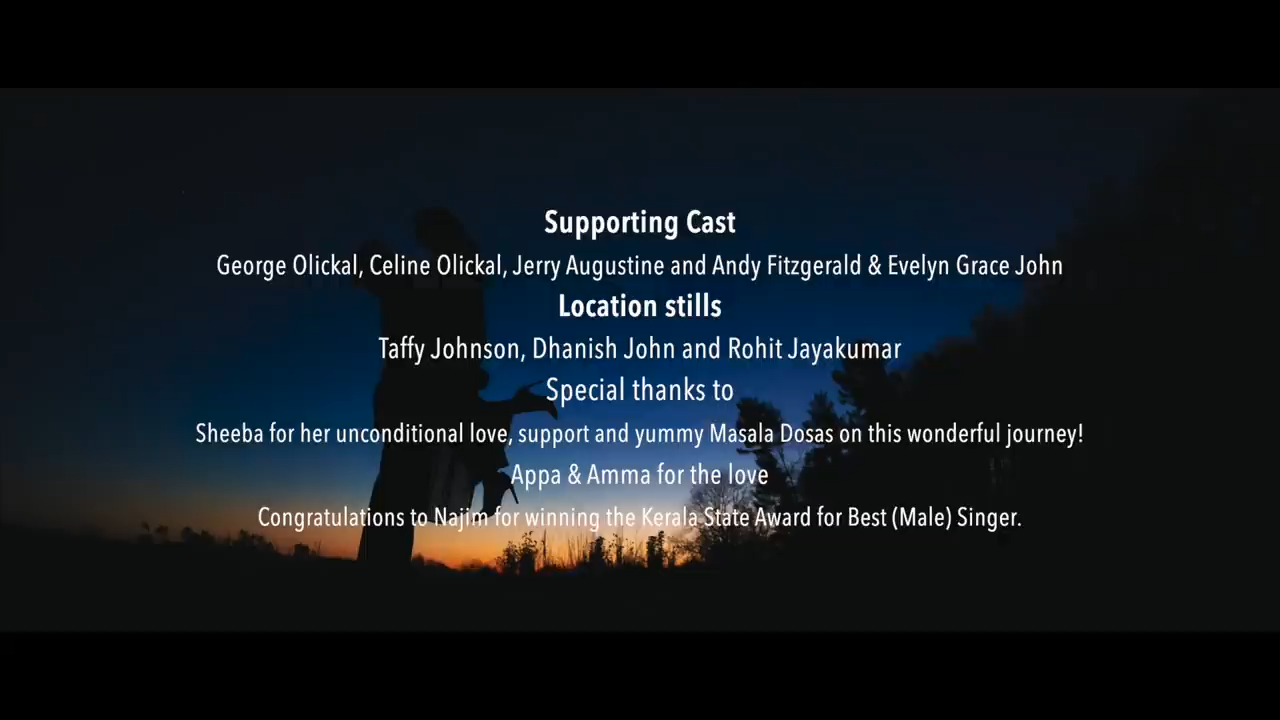 Supporting Cast
George Olickal, Celine Olickal, Jerry Augustine and Andy Fitzgerald & Evelyn Grace John
Location stills
Taffy Johnson, Dhanish John and Rohit Jayakumar
Special thanks to
Sheeba for her unconditional love, support and yummy Masala Dosas on this wonderful journey!
Appa & Amma for the love
Congratulations to Najim for winning the Kerala State Award for Best (Male) Singer.